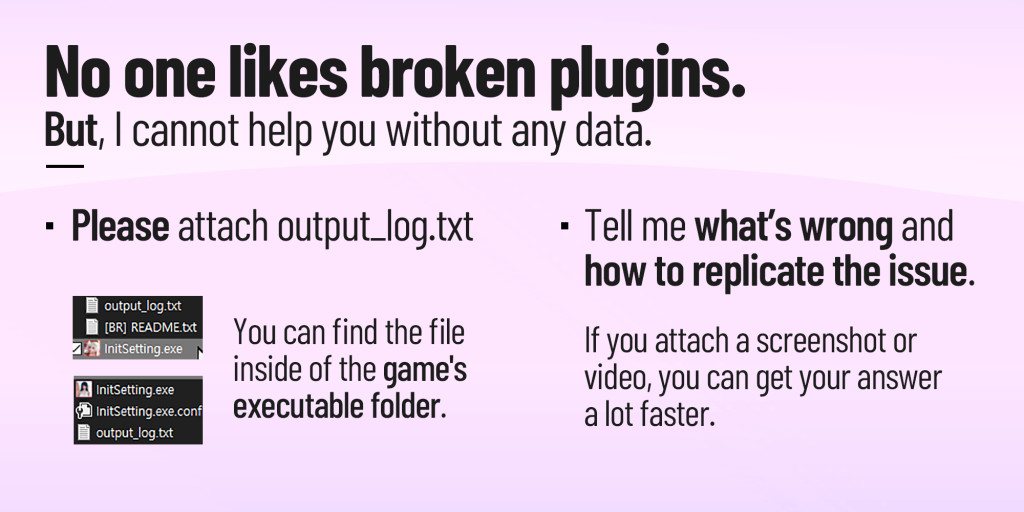 No one likes broken plugins.
But, I cannot help you without any data.
▪ Please attach output_log.txt
output_log.txt
[BR] README.txt
InitSetting.exe
InitSetting.exe
InitSetting.exe.conf
output_log.txt
You can find the file
inside of the game's
executable folder.
▪ Tell me what's wrong and
how to replicate the issue.
If you attach a screenshot or
video, you can get your answer
a lot faster.